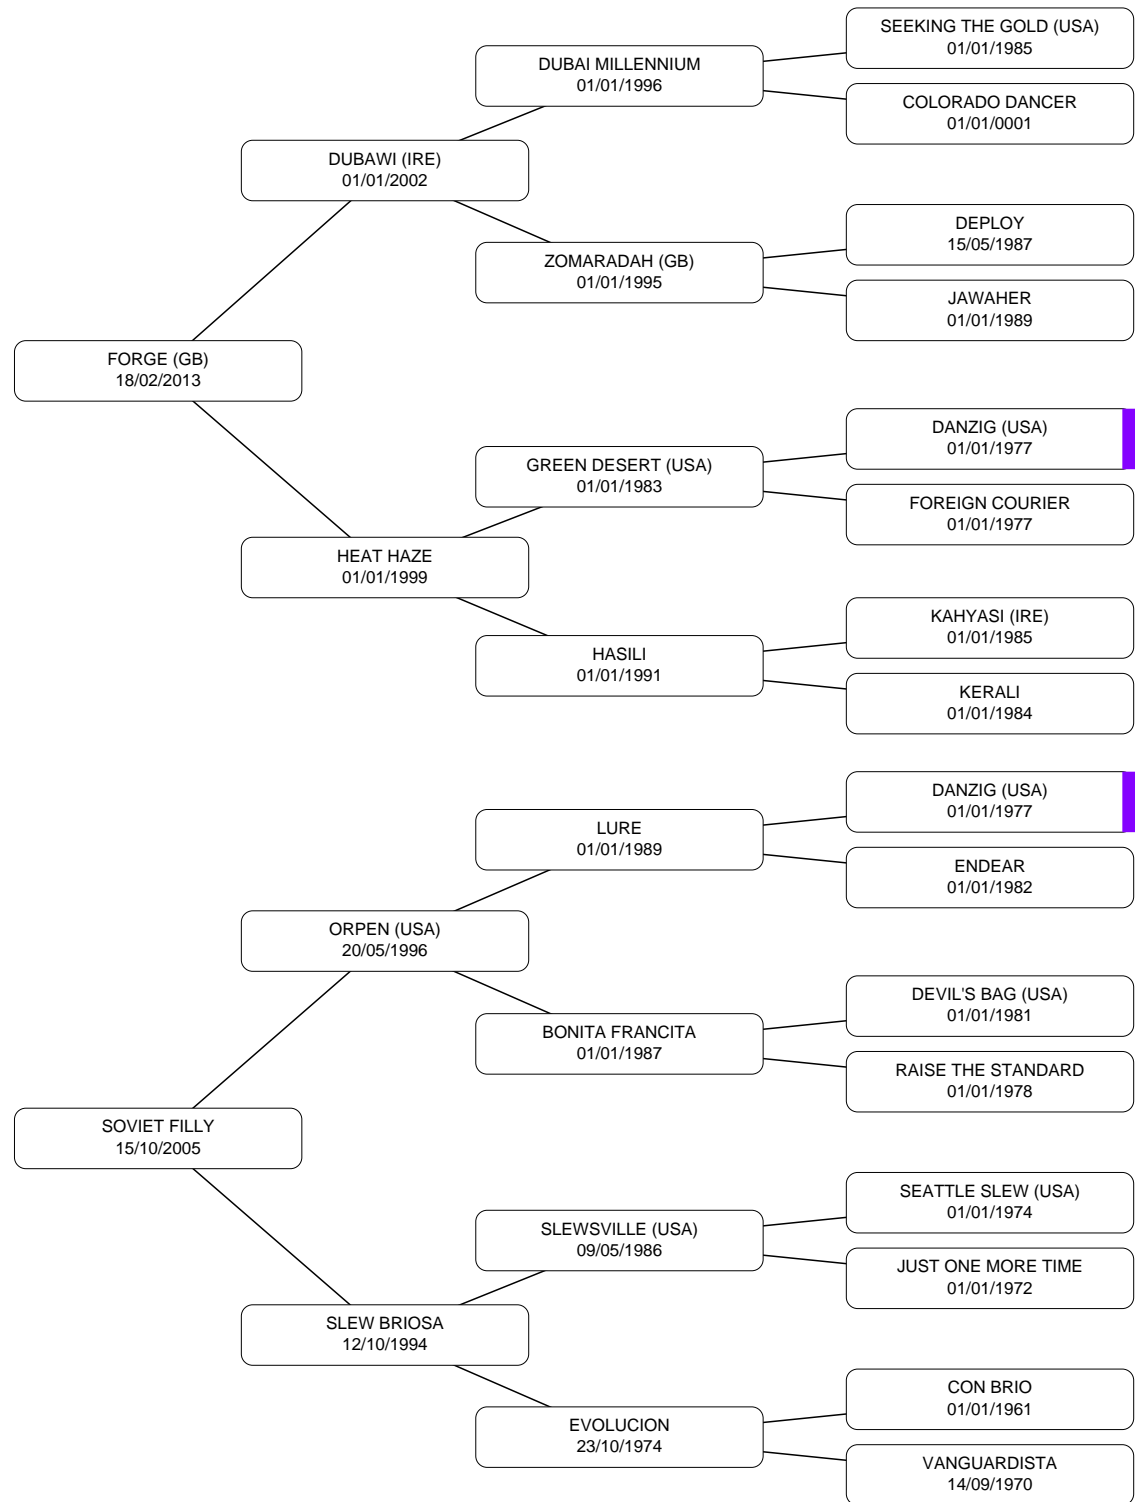 SEEKING THE GOLD (USA)
01/01/1985
DUBAI MILLENNIUM
01/01/1996
COLORADO DANCER
01/01/0001
DUBAWI (IRE)
01/01/2002
DEPLOY
15/05/1987
ZOMARADAH (GB)
01/01/1995
JAWAHER
01/01/1989
FORGE (GB)
18/02/2013
DANZIG (USA)
01/01/1977
GREEN DESERT (USA)
01/01/1983
FOREIGN COURIER
01/01/1977
HEAT HAZE
01/01/1999
KAHYASI (IRE)
01/01/1985
HASILI
01/01/1991
KERALI
01/01/1984
DANZIG (USA)
01/01/1977
LURE
01/01/1989
ENDEAR
01/01/1982
ORPEN (USA)
20/05/1996
DEVIL'S BAG (USA)
01/01/1981
BONITA FRANCITA
01/01/1987
RAISE THE STANDARD
01/01/1978
SOVIET FILLY
15/10/2005
SEATTLE SLEW (USA)
01/01/1974
SLEWSVILLE (USA)
09/05/1986
JUST ONE MORE TIME
01/01/1972
SLEW BRIOSA
12/10/1994
CON BRIO
01/01/1961
EVOLUCION
23/10/1974
VANGUARDISTA
14/09/1970